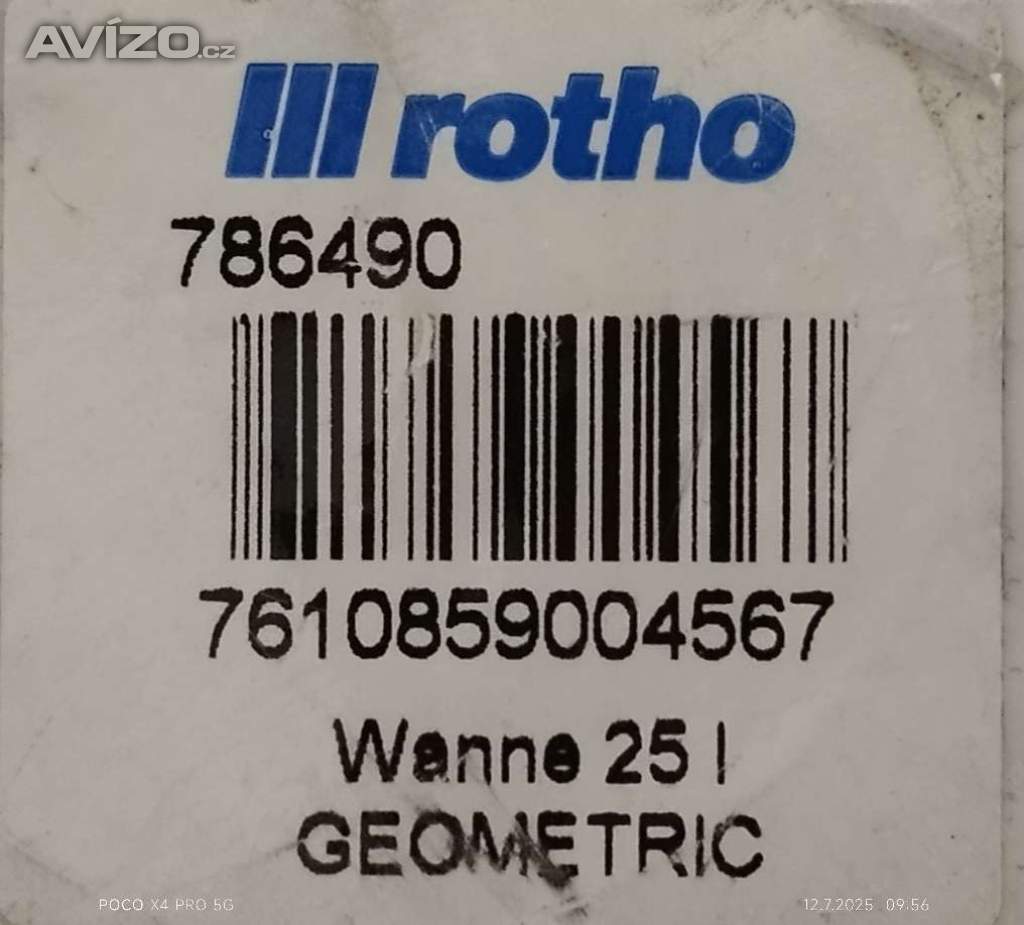 AVÍZO.cz
rotho
786490
7610859004567
Wanne 25 l
GEOMETRIC
POCO X4 PRO 5G
12.7.2025 09:56